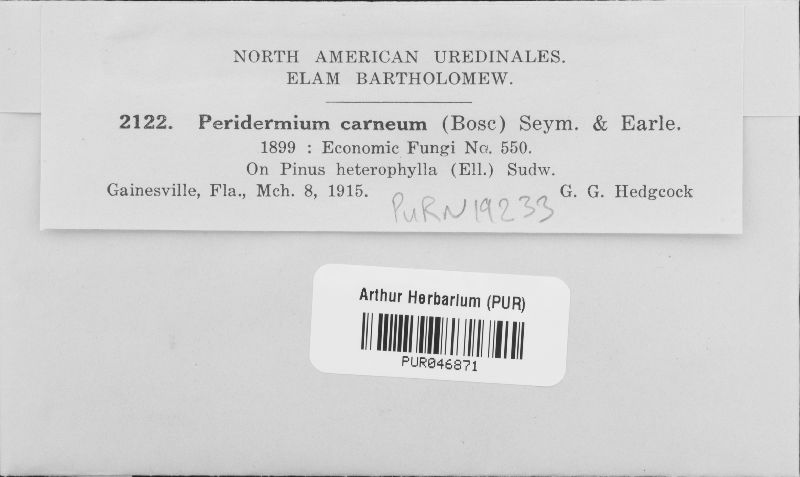 NORTH AMERICAN UREDINALES.
ELAM BARTHOLOMEW.
2122. Peridermium carneum (Bosc) Seym. & Earle.
1899 : Economic Fungi No. 550.
On Pinus heterophylla (Ell.) Sudw.
Gainesville, Fla., Mch. 8, 1915. G. G. Hedgcock
PURN19233
Arthur Herbarium (PUR)
PUR046871